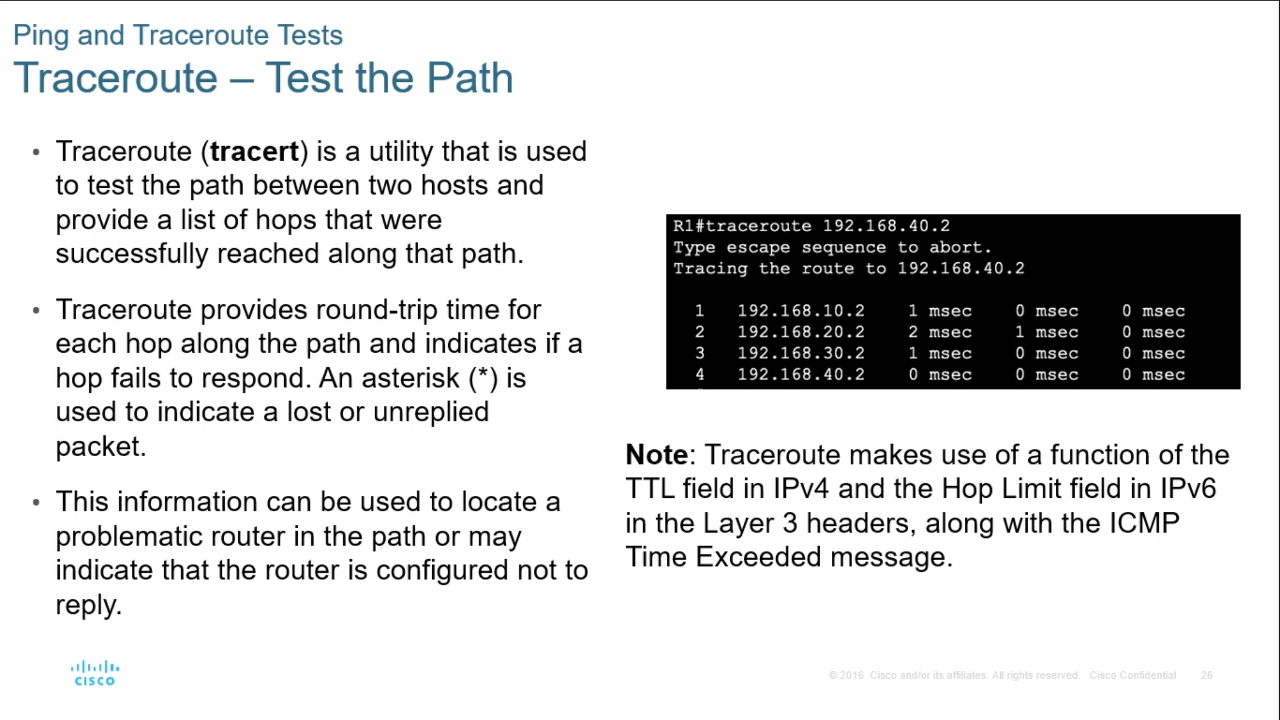 Ping and Traceroute Tests
Traceroute – Test the Path
• Traceroute (tracert) is a utility that is used
to test the path between two hosts and
provide a list of hops that were
successfully reached along that path.
• Traceroute provides round-trip time for
each hop along the path and indicates if a
hop fails to respond. An asterisk (*) is
used to indicate a lost or unreplied
packet.
• This information can be used to locate a
problematic router in the path or may
indicate that the router is configured not to
reply.
R1#traceroute 192.168.40.2
Type escape sequence to abort.
Tracing the route to 192.168.40.2
1 192.168.10.2 1 msec 0 msec 0 msec
2 192.168.20.2 2 msec 1 msec 0 msec
3 192.168.30.2 1 msec 0 msec 0 msec
4 192.168.40.2 0 msec 0 msec 0 msec
Note: Traceroute makes use of a function of the
TTL field in IPv4 and the Hop Limit field in IPv6
in the Layer 3 headers, along with the ICMP
Time Exceeded message.
CISCO
© 2016 Cisco and/or its affiliates. All rights reserved. Cisco Confidential 26